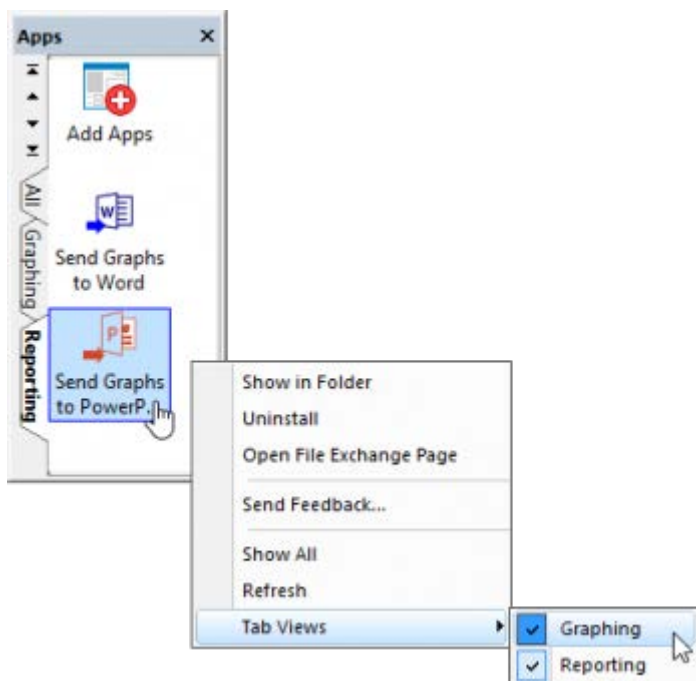 Apps
Add Apps
All
Graphing
Reporting
Send Graphs
to Word
Send Graphs
to PowerP...
Show in Folder
Uninstall
Open File Exchange Page
Send Feedback...
Show All
Refresh
Tab Views
Graphing
Reporting